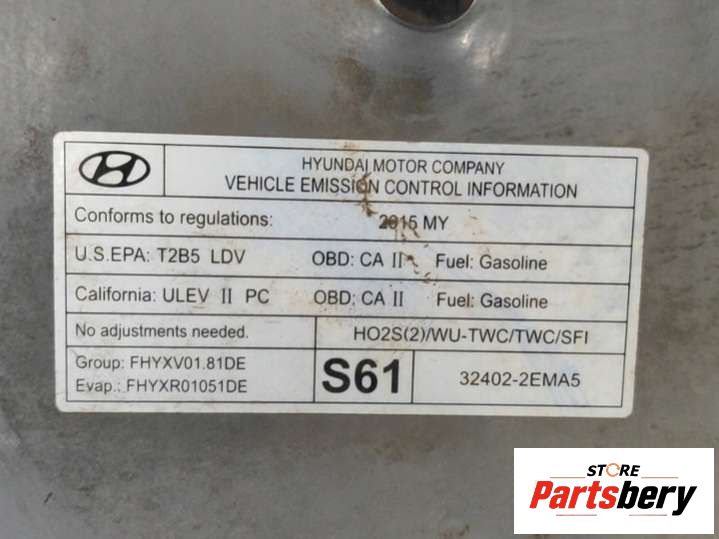 HYUNDAI MOTOR COMPANY
VEHICLE EMISSION CONTROL INFORMATION
Conforms to regulations: 2015 MY
U.S.EPA: T2B5 LDV OBD: CA II Fuel: Gasoline
California: ULEV II PC OBD: CA II Fuel: Gasoline
No adjustments needed. HO2S(2)/WU-TWC/TWC/SFI
Group: FHYXV01.81DE
Evap.: FHYXR01051DE
S61
32402-2EMA5
STORE
Partsbery